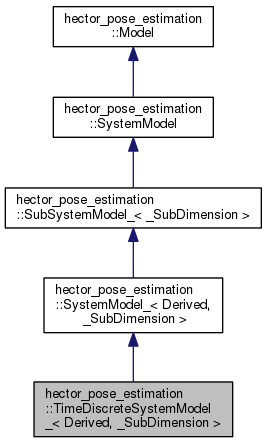 hector_pose_estimation
::Model
hector_pose_estimation
::SystemModel
hector_pose_estimation
::SubSystemModel_< _SubDimension >
hector_pose_estimation
::SystemModel_< Derived,
_SubDimension >
hector_pose_estimation
::TimeDiscreteSystemModel
_< Derived, _SubDimension >